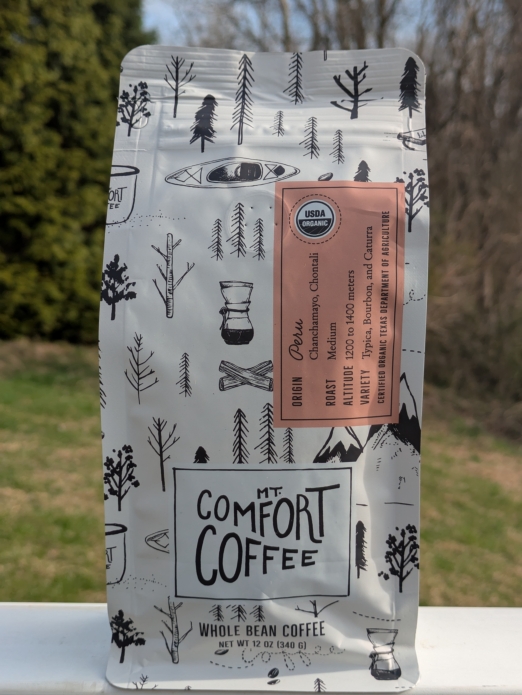 USDA
ORGANIC
ORIGIN Peru
Chanchamayo, Chontali
ROAST Medium
ALTITUDE 1200 to 1400 meters
VARIETY Typica, Bourbon, and Caturra
CERTIFIED ORGANIC TEXAS DEPARTMENT OF AGRICULTURE
MT.
COMFORT
COFFEE
WHOLE BEAN COFFEE
NET WT 12 OZ (340 G)